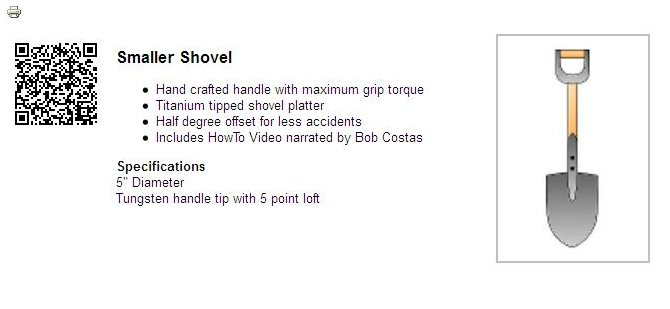 Smaller Shovel
Hand crafted handle with maximum grip torque
Titanium tipped shovel platter
Half degree offset for less accidents
Includes HowTo Video narrated by Bob Costas
Specifications
5" Diameter
Tungsten handle tip with 5 point loft